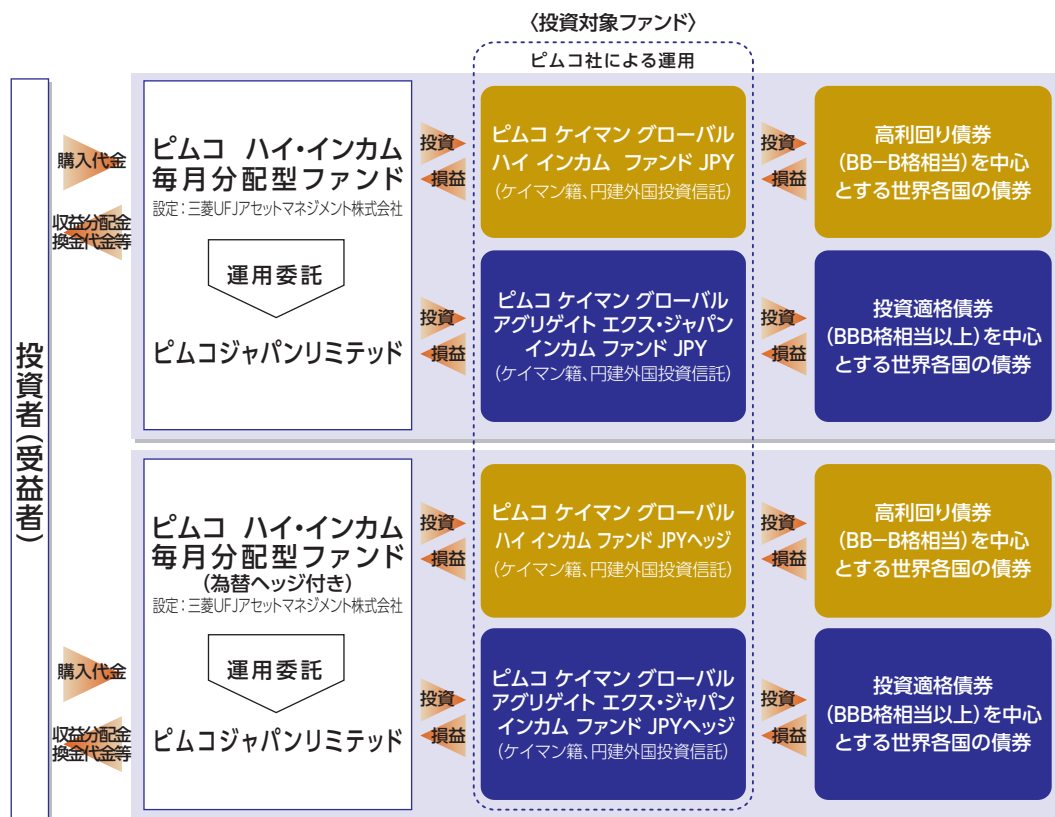 〈投資対象ファンド〉
ピムコ社による運用
投資者(受益者)
購入代金
収益分配金
換金代金等
ピムコ ハイ・インカム
毎月分配型ファンド
設定：三菱UFJアセットマネジメント株式会社
運用委託
ピムコジャパンリミテッド
投資
損益
ピムコ ケイマン グローバル
ハイ インカム ファンド JPY
(ケイマン籍、円建外国投資信託)
投資
損益
高利回り債券
(BB－B格相当)を中心
とする世界各国の債券
投資
損益
ピムコ ケイマン グローバル
アグリゲイト エクス・ジャパン
インカム ファンド JPY
(ケイマン籍、円建外国投資信託)
投資
損益
投資適格債券
(BBB格相当以上)を中心
とする世界各国の債券
購入代金
収益分配金
換金代金等
ピムコ ハイ・インカム
毎月分配型ファンド
(為替ヘッジ付き)
設定：三菱UFJアセットマネジメント株式会社
運用委託
ピムコジャパンリミテッド
投資
損益
ピムコ ケイマン グローバル
ハイ インカム ファンド JPYヘッジ
(ケイマン籍、円建外国投資信託)
投資
損益
高利回り債券
(BB－B格相当)を中心
とする世界各国の債券
投資
損益
ピムコ ケイマン グローバル
アグリゲイト エクス・ジャパン
インカム ファンド JPYヘッジ
(ケイマン籍、円建外国投資信託)
投資
損益
投資適格債券
(BBB格相当以上)を中心
とする世界各国の債券